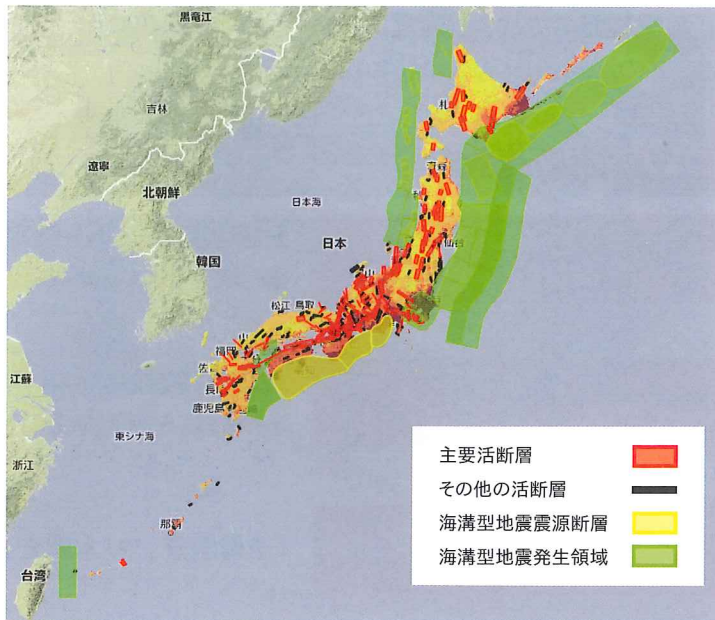 黒竜江
吉林
遼寧
北朝鮮
日本海
日本
韓国
仙台
松江 鳥取
山
福岡
佐
長
鹿児島
江蘇
東シナ海
浙江
那覇
台湾
主要活断層
その他の活断層
海溝型地震震源断層
海溝型地震発生領域